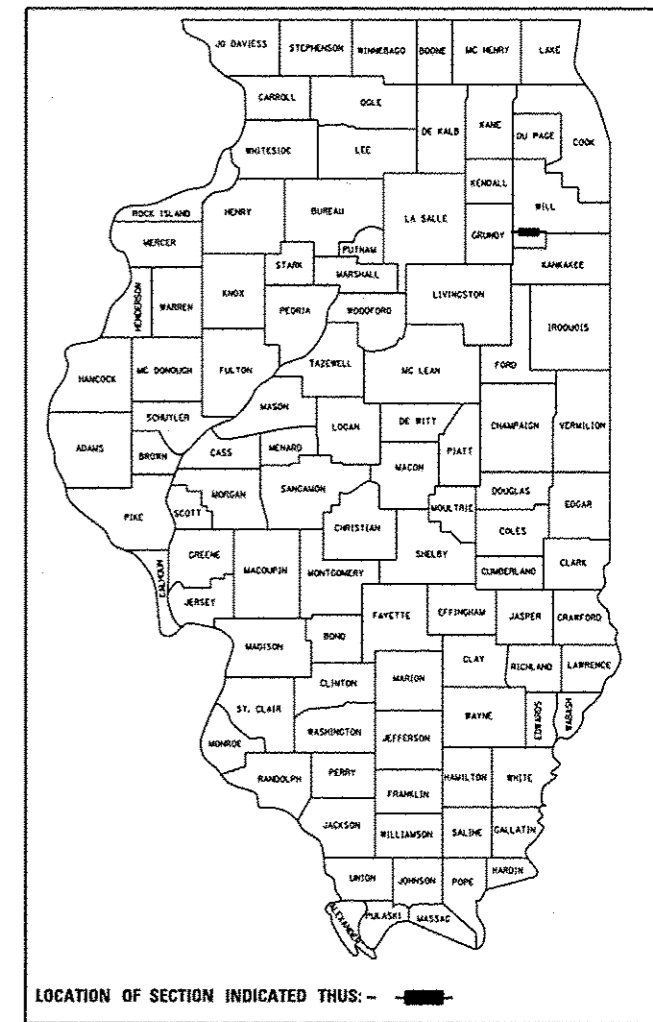 JO DAVIESS STEPHENSON WINNEBAGO BOONE MC HENRY LAKE
CARROLL OGLE DE KALB KANE DU PAGE COOK
WHITESIDE LEE KENDALL WILL
ROCK ISLAND HENRY BUREAU LA SALLE GRUNDY
MERCER PUTNAM KANKAKEE
STARK MARSHALL
HENDERSON WARREN KNOX PEORIA WOODFORD LIVINGSTON IROQUOIS
HANCOCK MC DONOUGH FULTON TAZEWELL MC LEAN FORD
SCHUYLER MASON LOGAN DE WITT CHAMPAIGN VERMILION
ADAMS BROWN CASS MENARD MACON PIATT
PIKE SCOTT MORGAN SANGAMON CHRISTIAN MOULTRIE DOUGLAS EDGAR
COLES
CALHOUN GREENE MACOUPIN MONTGOMERY SHELBY CUMBERLAND CLARK
JERSEY FAYETTE EFFINGHAM JASPER CRAWFORD
MADISON BOND CLAY RICHLAND LAWRENCE
CLINTON MARION
ST. CLAIR WASHINGTON JEFFERSON WAYNE EDWARDS WABASH
MONROE
RANDOLPH PERRY FRANKLIN HAMILTON WHITE
JACKSON WILLIAMSON SALINE GALLATIN
UNION JOHNSON POPE HARDIN
ALEXANDER PULASKI MASSAC
LOCATION OF SECTION INDICATED THUS: -